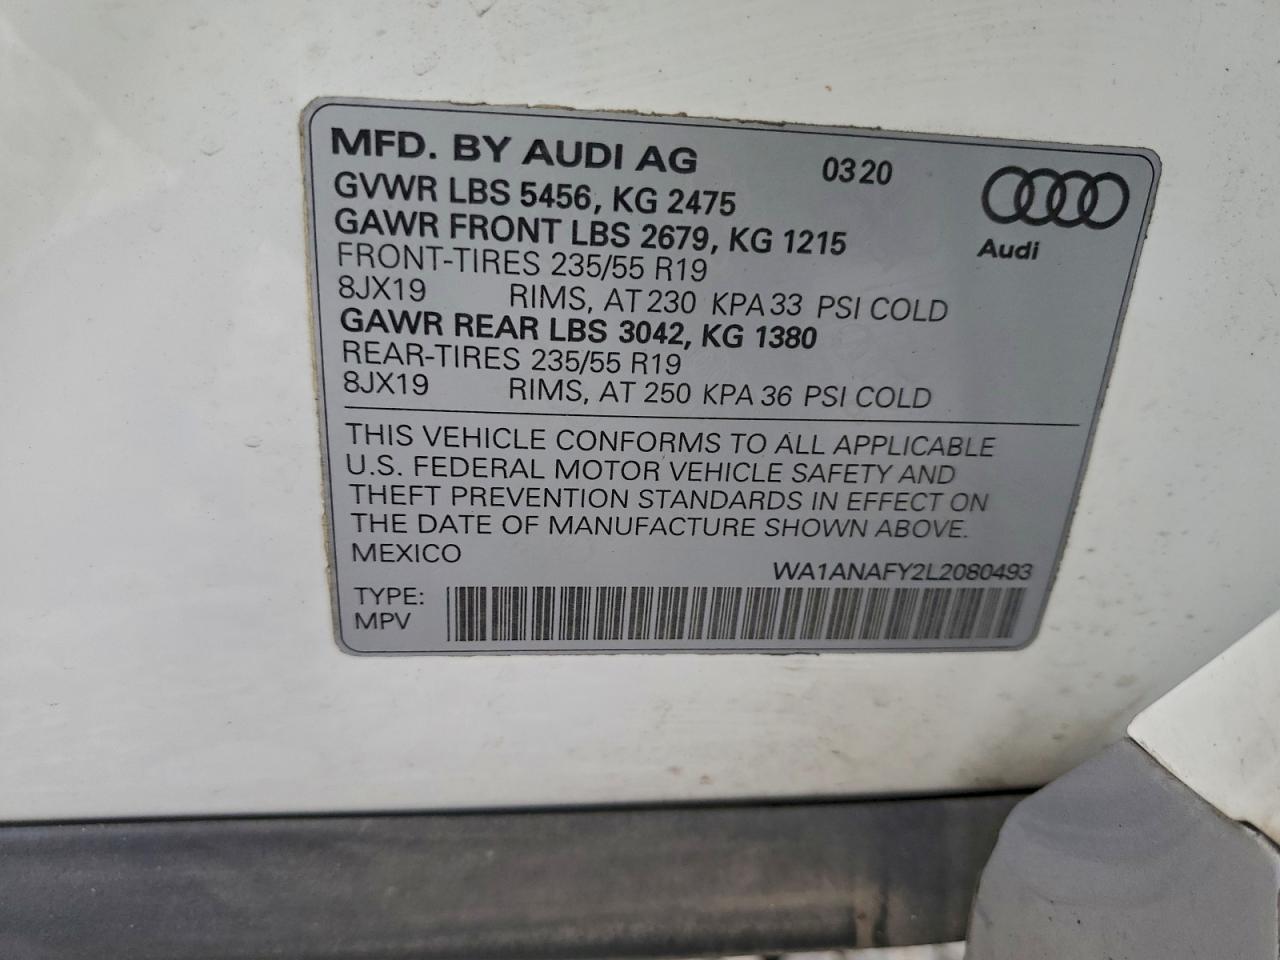 MFD. BY AUDI AG 0320
GVWR LBS 5456, KG 2475
GAWR FRONT LBS 2679, KG 1215
Audi
FRONT-TIRES 235/55 R19
8JX19 RIMS, AT 230 KPA 33 PSI COLD
GAWR REAR LBS 3042, KG 1380
REAR-TIRES 235/55 R19
8JX19 RIMS, AT 250 KPA 36 PSI COLD
THIS VEHICLE CONFORMS TO ALL APPLICABLE
U.S. FEDERAL MOTOR VEHICLE SAFETY AND
THEFT PREVENTION STANDARDS IN EFFECT ON
THE DATE OF MANUFACTURE SHOWN ABOVE.
MEXICO
WA1ANAFY2L2080493
TYPE:
MPV